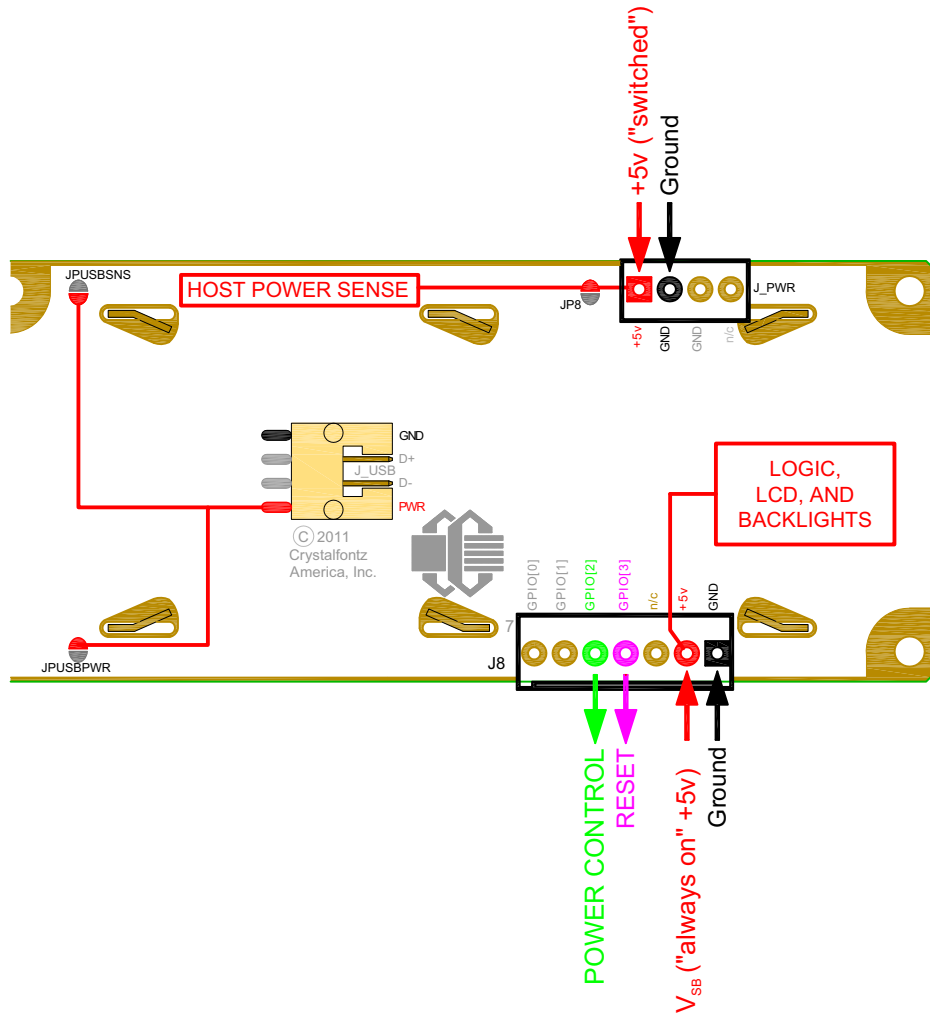 +5v ("switched")
Ground
JPUSBSNS
HOST POWER SENSE
JP8
J_PWR
+5v
GND
GND
n/c
GND
D+
J_USB
D-
PWR
© 2011
Crystalfontz
America, Inc.
LOGIC,
LCD, AND
BACKLIGHTS
GPIO[0]
GPIO[1]
GPIO[2]
GPIO[3]
n/c
+5v
GND
7
J8
JPUSBPWR
POWER CONTROL
RESET
VSB ("always on" +5v)
Ground